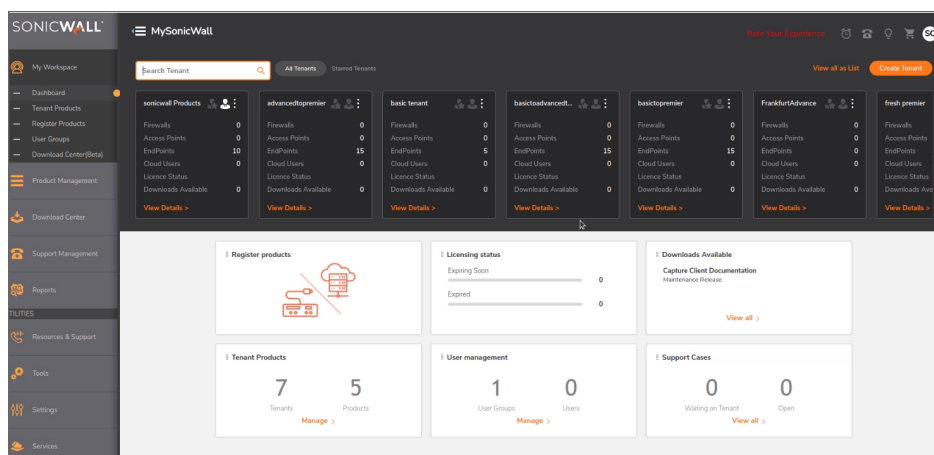 SONICWALL
MySonicWall
Rate Your Experience
SC
My Workspace
Dashboard
Tenant Products
Register Products
User Groups
Download Center(Beta)
Product Management
Download Center
Support Management
Reports
TILITIES
Resources & Support
Tools
Settings
Services
Search Tenant
All Tenants
Starred Tenants
View all as List
Create Tenant
sonicwall Products
Firewalls 0
Access Points 0
EndPoints 10
Cloud Users 0
Licence Status
Downloads Available 0
View Details >
advancedtopremier
Firewalls 0
Access Points 0
EndPoints 15
Cloud Users 0
Licence Status
Downloads Available 0
View Details >
basic tenant
Firewalls 0
Access Points 0
EndPoints 5
Cloud Users 0
Licence Status
Downloads Available 0
View Details >
basictoadvancedt...
Firewalls 0
Access Points 0
EndPoints 15
Cloud Users 0
Licence Status
Downloads Available 0
View Details >
basictopremier
Firewalls 0
Access Points 0
EndPoints 15
Cloud Users 0
Licence Status
Downloads Available 0
View Details >
FrankfurtAdvance
Firewalls 0
Access Points 0
EndPoints 0
Cloud Users 0
Licence Status
Downloads Available 0
View Details >
fresh premier
Firewalls
Access Points
EndPoints
Cloud Users
Licence Status
Downloads Ava
View Details >
Register products
Licensing status
Expiring Soon
0
Expired
0
Downloads Available
Capture Client Documentation
Maintenance Release
View all >
Tenant Products
7 5
Tenants Products
Manage >
User management
1 0
User Groups Users
Manage >
Support Cases
0 0
Waiting on Tenant Open
View all >